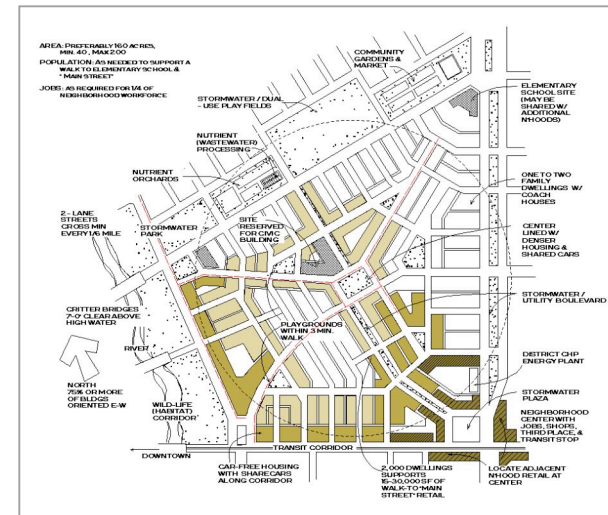 AREA: PREFERABLY 160 ACRES,
MIN. 40, MAX 200
POPULATION: AS NEEDED TO SUPPORT A
WALK TO ELEMENTARY SCHOOL &
"MAIN STREET"
JOBS: AS REQUIRED FOR 1/4 OF
NEIGHBORHOOD WORKFORCE
COMMUNITY
GARDENS &
MARKET
STORMWATER / DUAL
- USE PLAY FIELDS
ELEMENTARY
SCHOOL SITE
(MAY BE
SHARED W/
ADDITIONAL
N'HOODS)
NUTRIENT
(WASTEWATER)
PROCESSING
NUTRIENT
ORCHARDS
ONE TO TWO
FAMILY
DWELLINGS W/
COACH
HOUSES
2 - LANE
STREETS
CROSS MIN
EVERY 1/6 MILE
STORMWATER
PARK
SITE
RESERVED
FOR CIVIC
BUILDING
CENTER
LINED W/
DENSER
HOUSING &
SHARED CARS
CRITTER BRIDGES
7'-0" CLEAR ABOVE
HIGH WATER
STORMWATER /
UTILITY BOULEVARD
PLAYGROUNDS
WITHIN 3 MIN.
WALK
RIVER
DISTRICT CHP
ENERGY PLANT
NORTH
75% OR MORE
OF BLDGS
ORIENTED E-W
WILD-LIFE
(HABITAT)
CORRIDOR
STORMWATER
PLAZA
NEIGHBORHOOD
CENTER WITH
JOBS, SHOPS,
THIRD PLACE, &
TRANSIT STOP
TRANSIT CORRIDOR
DOWNTOWN
CAR-FREE HOUSING
WITH SHARECARS
ALONG CORRIDOR
2,000 DWELLINGS
SUPPORTS
15-30,000 SF OF
WALK-TO "MAIN
STREET" RETAIL
LOCATE ADJACENT
N'HOOD RETAIL AT
CENTER